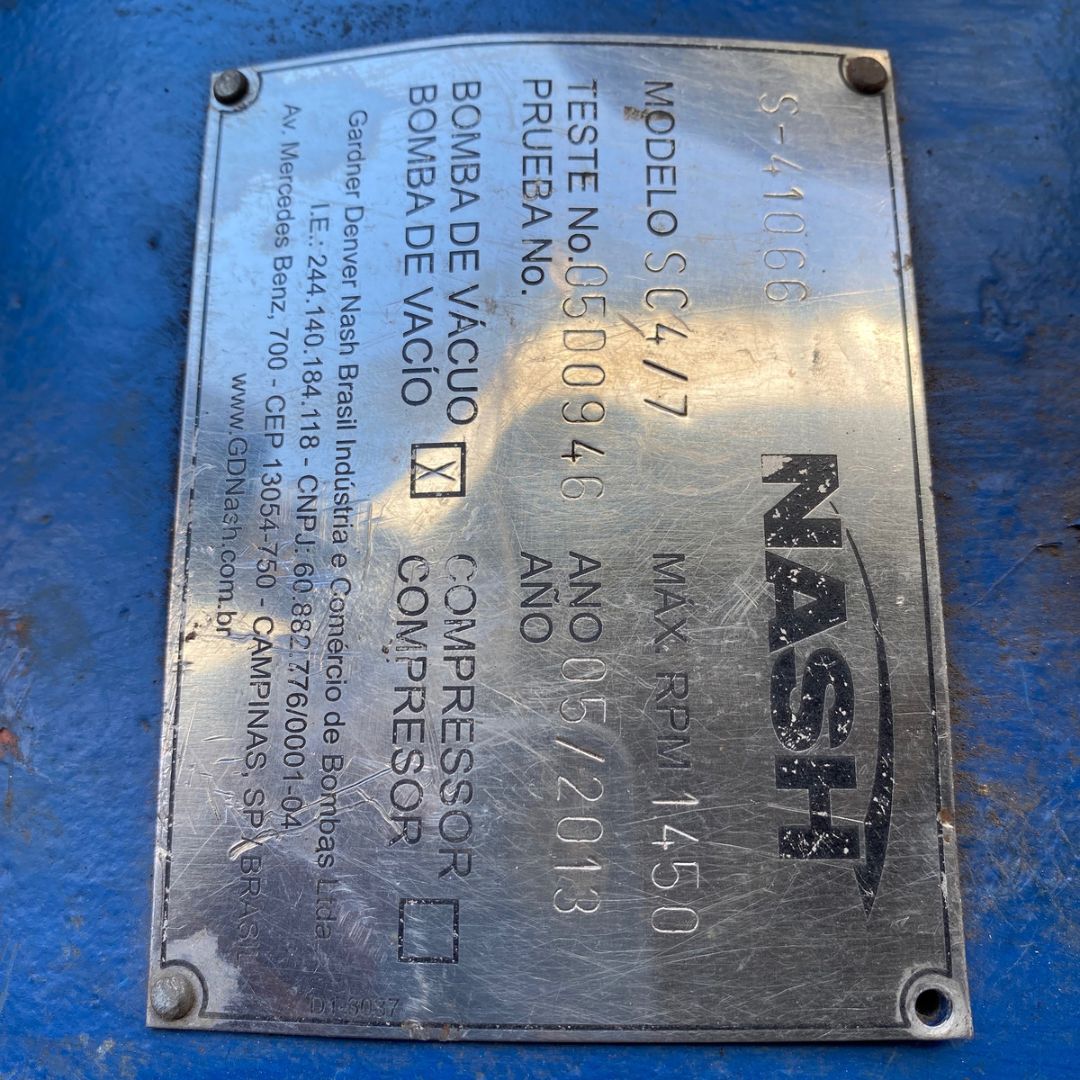 S-41066
NASH
MODELO SC4/7 MÁX. RPM 1450
TESTE No. 05D0946 ANO 05/2013
PRUEBA No. AÑO
BOMBA DE VÁCUO X COMPRESSOR
BOMBA DE VACÍO COMPRESOR
Gardner Denver Nash Brasil Indústria e Comércio de Bombas Ltda
I.E.: 244.140.184.118 - CNPJ: 60.882.776/0001-04
Av. Mercedes Benz, 700 - CEP 13054-750 - CAMPINAS, SP / BRASIL
www.GDNash.com.br
D1-3037